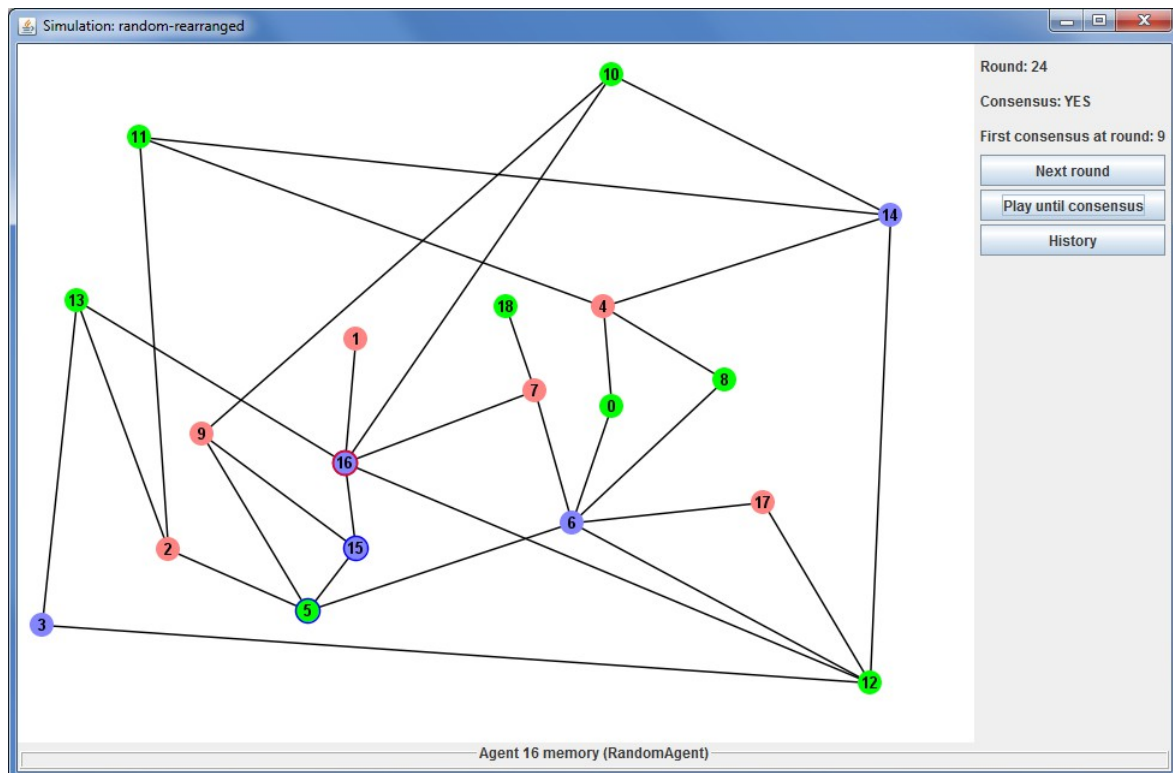 Simulation: random-rearranged
10
Round: 24
Consensus: YES
11
First consensus at round: 9
Next round
Play until consensus
14
History
13
18
4
1
8
7
0
9
16
17
6
2
15
5
3
12
Agent 16 memory (RandomAgent)